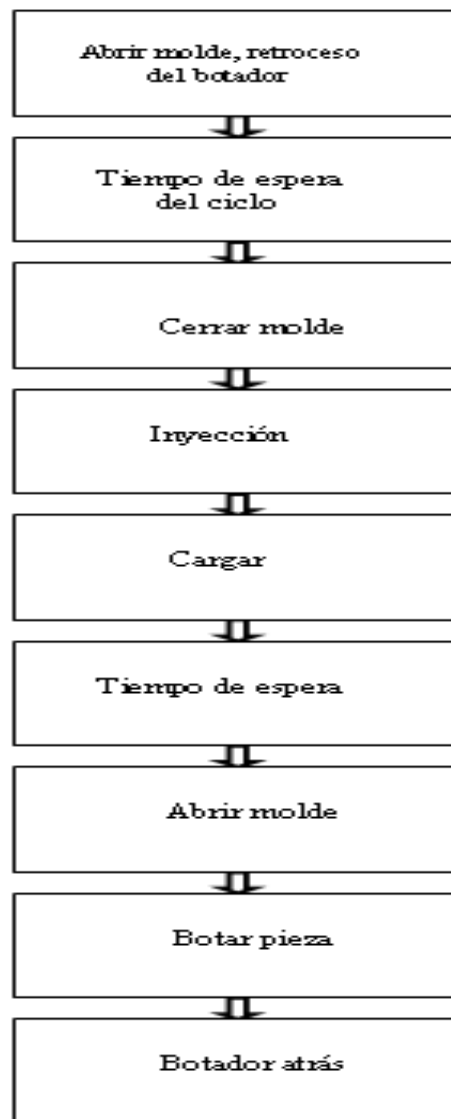 Abrir molde, retroceso
del botador
Tiempo de espera
del ciclo
Cerrar molde
Inyección
Cargar
Tiempo de espera
Abrir molde
Botar pieza
Botador atrás